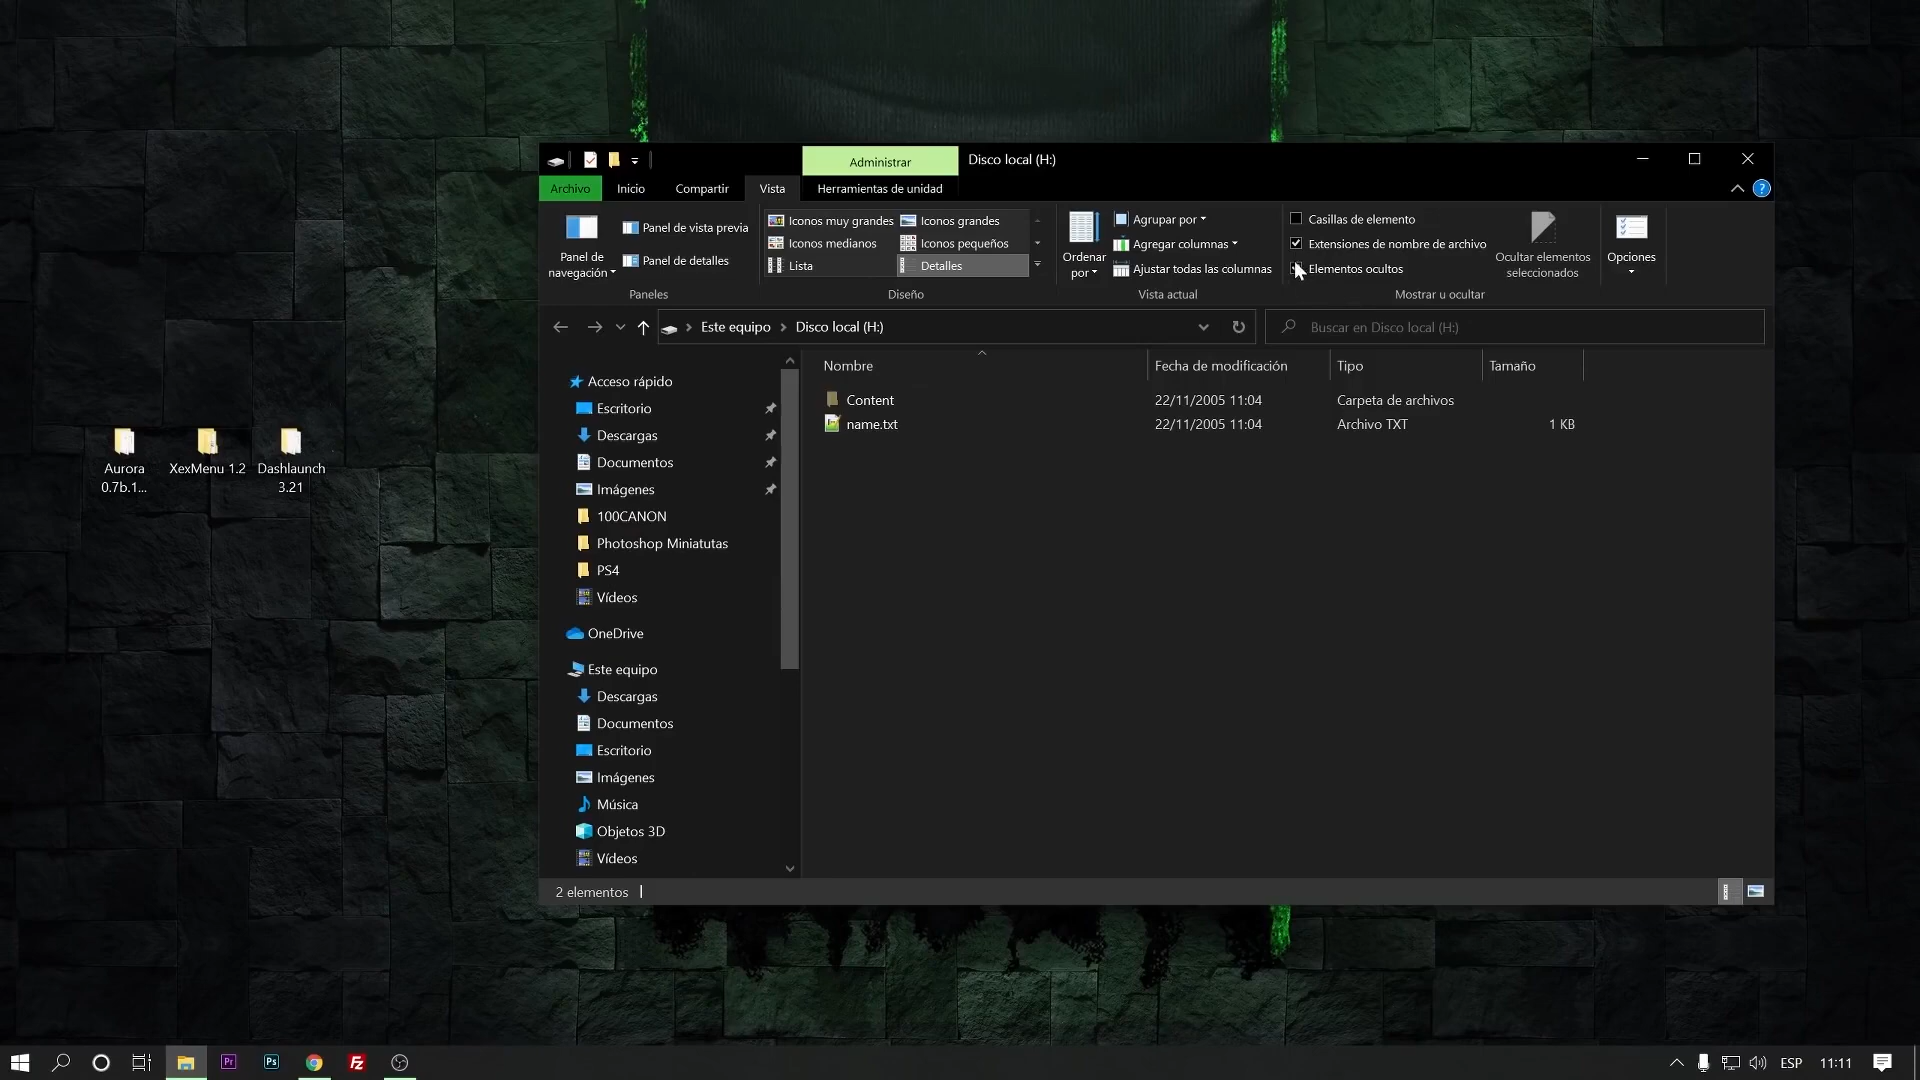 Administrar
Disco local (H:)
Archivo
Inicio
Compartir
Vista
Herramientas de unidad
?
Panel de navegación
Panel de vista previa
Panel de detalles
Paneles
Iconos muy grandes
Iconos grandes
Iconos medianos
Iconos pequeños
Lista
Detalles
Diseño
Ordenar por
Agrupar por
Agregar columnas
Ajustar todas las columnas
Vista actual
Casillas de elemento
Extensiones de nombre de archivo
Elementos ocultos
Ocultar elementos seleccionados
Mostrar u ocultar
Opciones
Este equipo
Disco local (H:)
Buscar en Disco local (H:)
Nombre
Fecha de modificación
Tipo
Tamaño
Content
22/11/2005 11:04
Carpeta de archivos
name.txt
22/11/2005 11:04
Archivo TXT
1 KB
Acceso rápido
Escritorio
Descargas
Documentos
Imágenes
100CANON
Photoshop Miniatutas
PS4
Vídeos
OneDrive
Este equipo
Descargas
Documentos
Escritorio
Imágenes
Música
Objetos 3D
Vídeos
2 elementos
Aurora
0.7b.1...
XexMenu 1.2
Dashlaunch
3.21
Pr
Ps
Fz
ESP
11:11